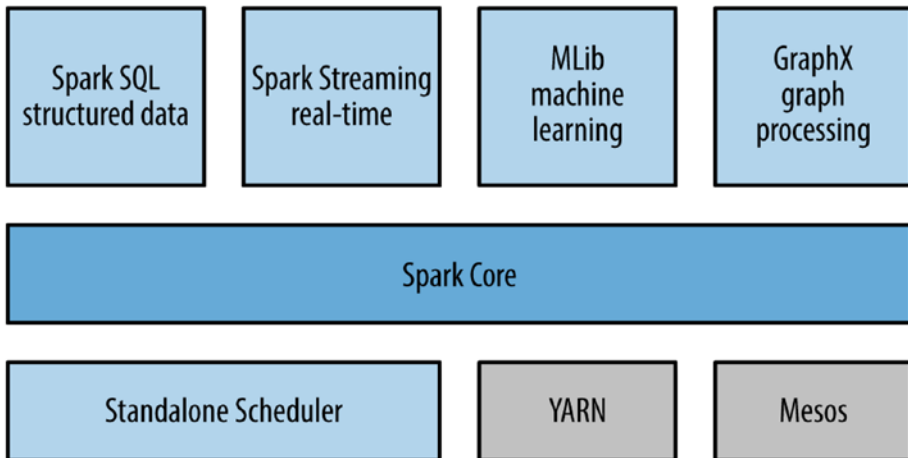 Spark SQL
structured data
Spark Streaming
real-time
MLib
machine
learning
GraphX
graph
processing
Spark Core
Standalone Scheduler
YARN
Mesos